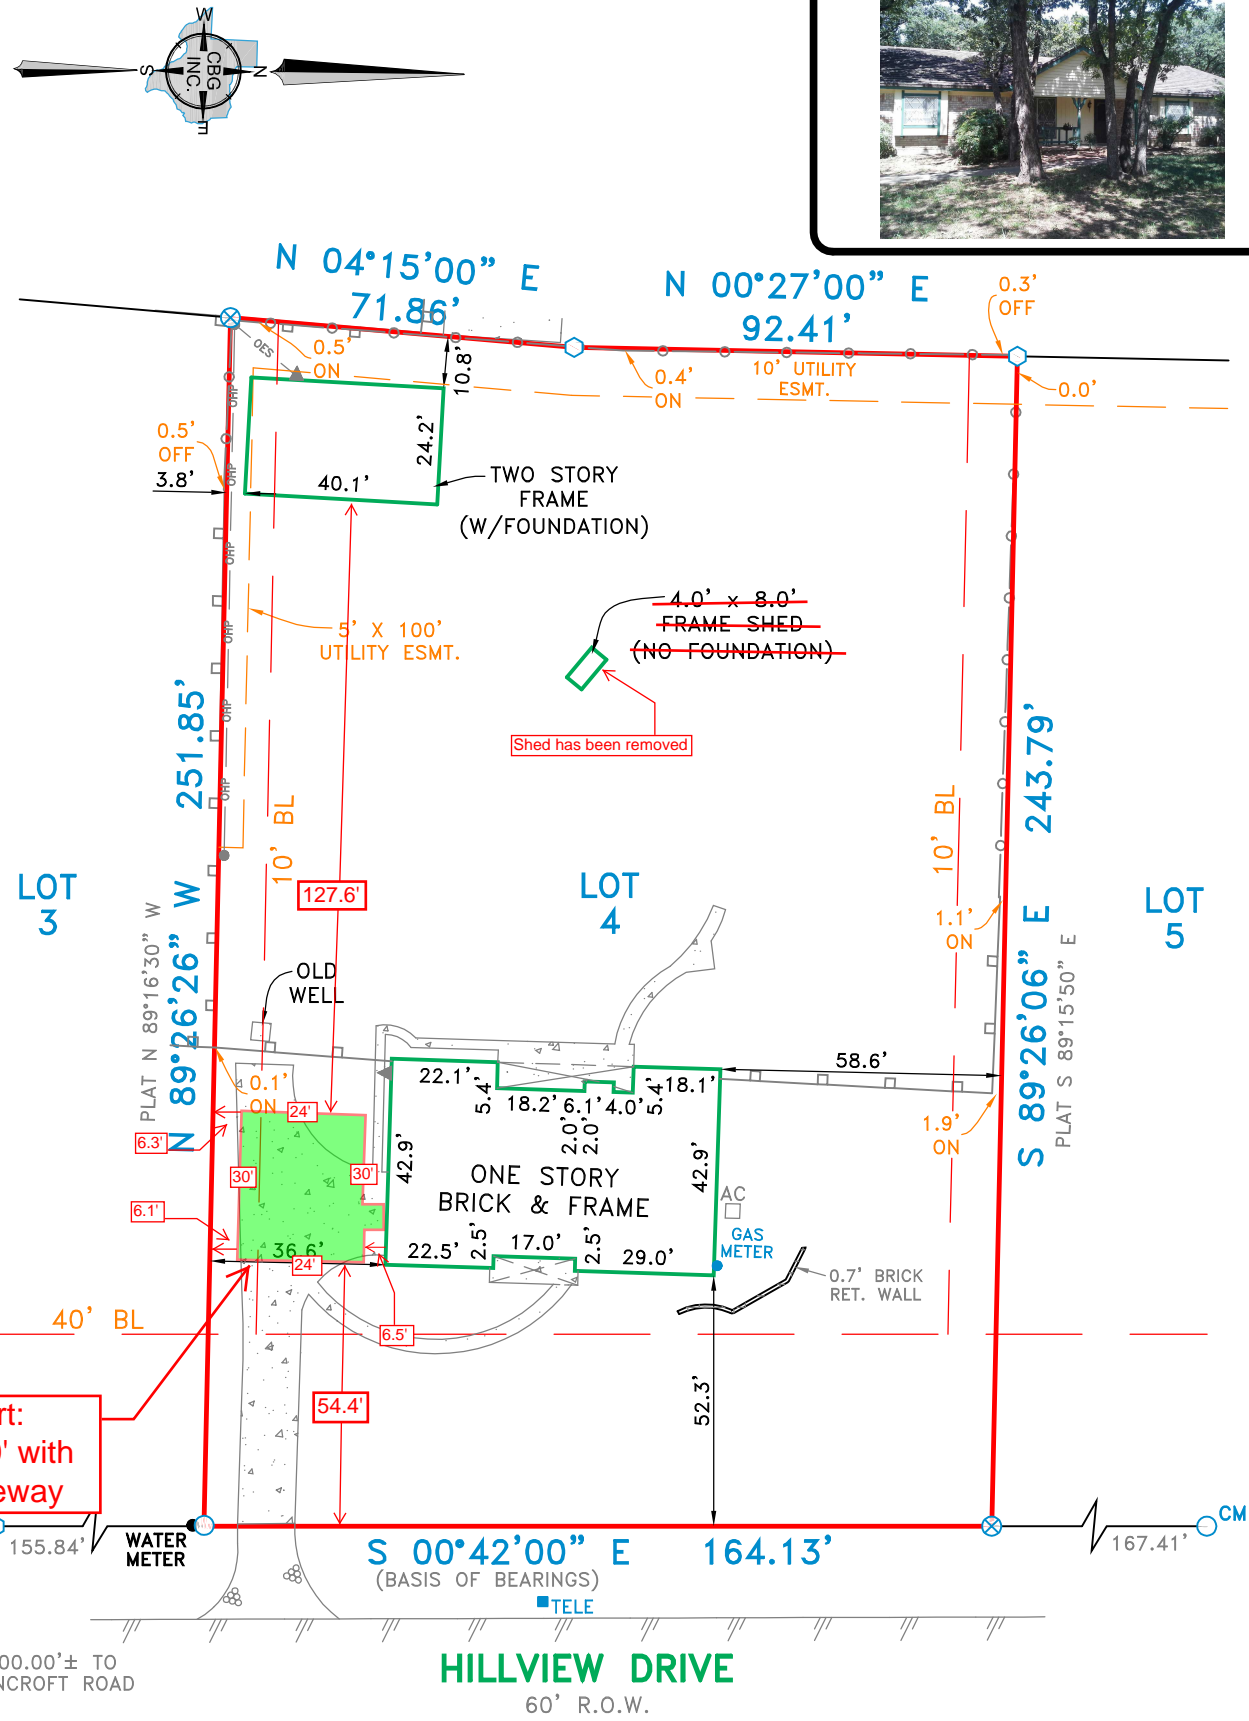 W
S
CBG
INC.
N
E
N 04°15'00" E
71.86'
N 00°27'00" E
92.41'
0.3'
OFF
0.5'
ON
OES
10.8'
0.4'
ON
10' UTILITY
ESMT.
0.0'
OHP
0.5'
OFF
3.8'
24.2'
40.1'
TWO STORY
FRAME
(W/FOUNDATION)
OHP
OHP
4.0' x 8.0'
FRAME SHED
(NO FOUNDATION)
5' X 100'
UTILITY ESMT.
OHP
Shed has been removed
OHP
OHP
251.85'
243.79'
10' BL
10' BL
127.6'
LOT
3
LOT
4
LOT
5
N 89°26'26" W
PLAT N 89°16'30" W
S 89°26'06" E
PLAT S 89°15'50" E
1.1'
ON
OLD
WELL
58.6'
0.1'
ON
22.1'
5.4'
18.2'
6.1'
4.0'
5.4'
18.1'
24'
2.0'
2.0'
1.9'
ON
6.3'
30'
30'
42.9'
42.9'
ONE STORY
BRICK & FRAME
AC
6.1'
GAS
METER
36.6'
24'
22.5'
2.5'
17.0'
2.5'
29.0'
0.7' BRICK
RET. WALL
40' BL
6.5'
54.4'
52.3'
rt:
' with
eway
155.84'
WATER
METER
CM
167.41'
S 00°42'00" E 164.13'
(BASIS OF BEARINGS)
TELE
00.00'± TO
NCROFT ROAD
HILLVIEW DRIVE
60' R.O.W.